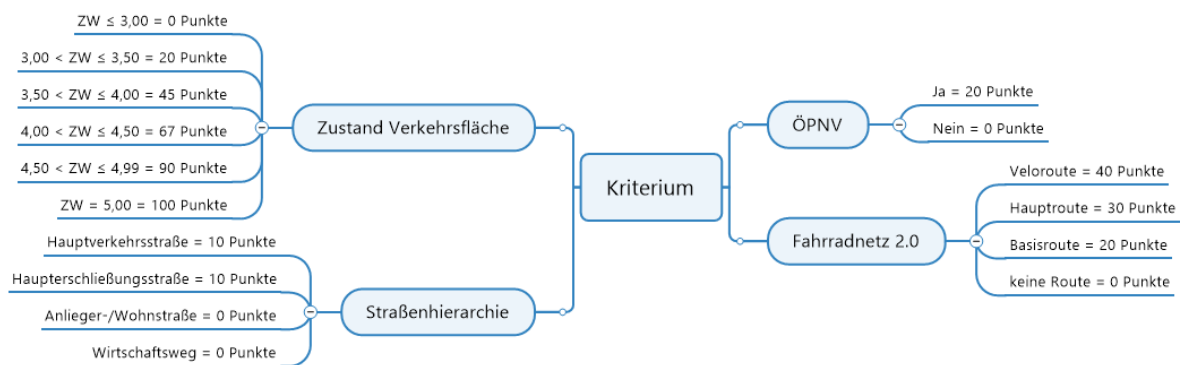 Kriterium
Zustand Verkehrsfläche
ZW ≤ 3,00 = 0 Punkte
3,00 < ZW ≤ 3,50 = 20 Punkte
3,50 < ZW ≤ 4,00 = 45 Punkte
4,00 < ZW ≤ 4,50 = 67 Punkte
4,50 < ZW ≤ 4,99 = 90 Punkte
ZW = 5,00 = 100 Punkte
Straßenhierarchie
Hauptverkehrsstraße = 10 Punkte
Haupterschließungsstraße = 10 Punkte
Anlieger-/Wohnstraße = 0 Punkte
Wirtschaftsweg = 0 Punkte
ÖPNV
Ja = 20 Punkte
Nein = 0 Punkte
Fahrradnetz 2.0
Veloroute = 40 Punkte
Hauptroute = 30 Punkte
Basisroute = 20 Punkte
keine Route = 0 Punkte